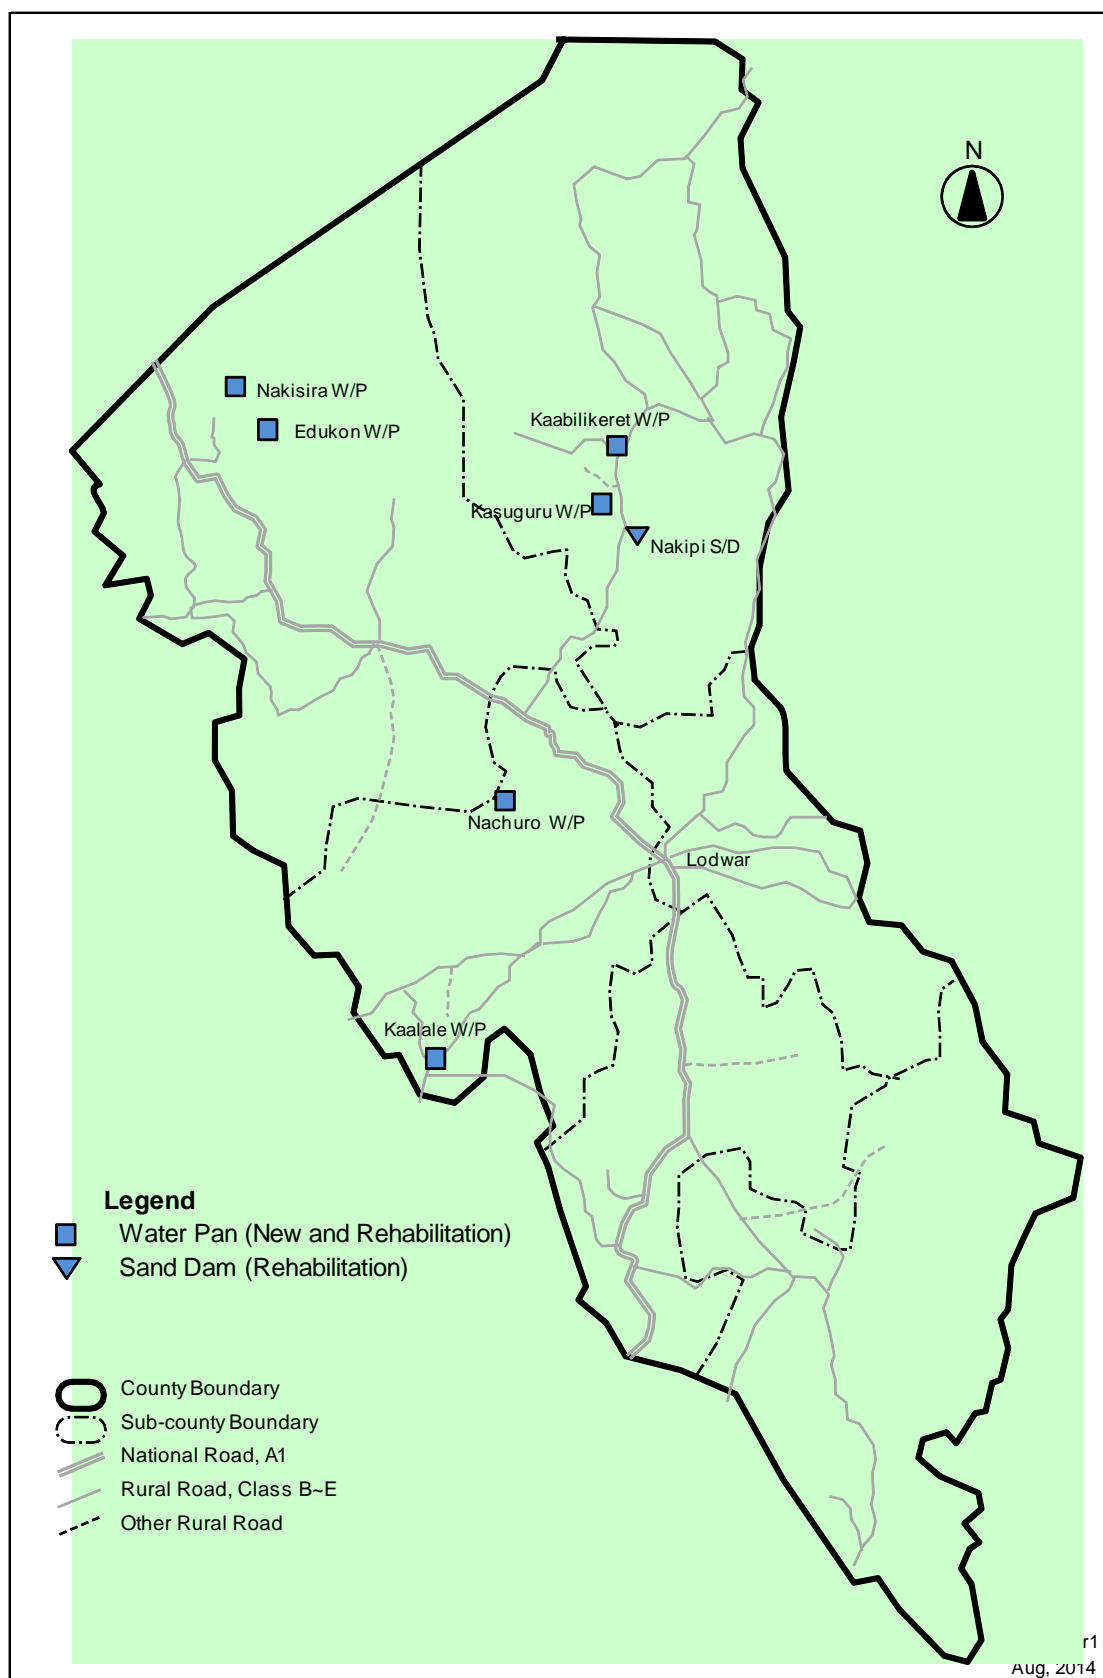 N
Nakisira W/P
Edukon W/P
Kaabilikeret W/P
Kasuguru W/P
Nakipi S/D
Nachuro W/P
Lodwar
Kaalale W/P
Legend
Water Pan (New and Rehabilitation)
Sand Dam (Rehabilitation)
County Boundary
Sub-county Boundary
National Road, A1
Rural Road, Class B~E
Other Rural Road
r1
Aug, 2014